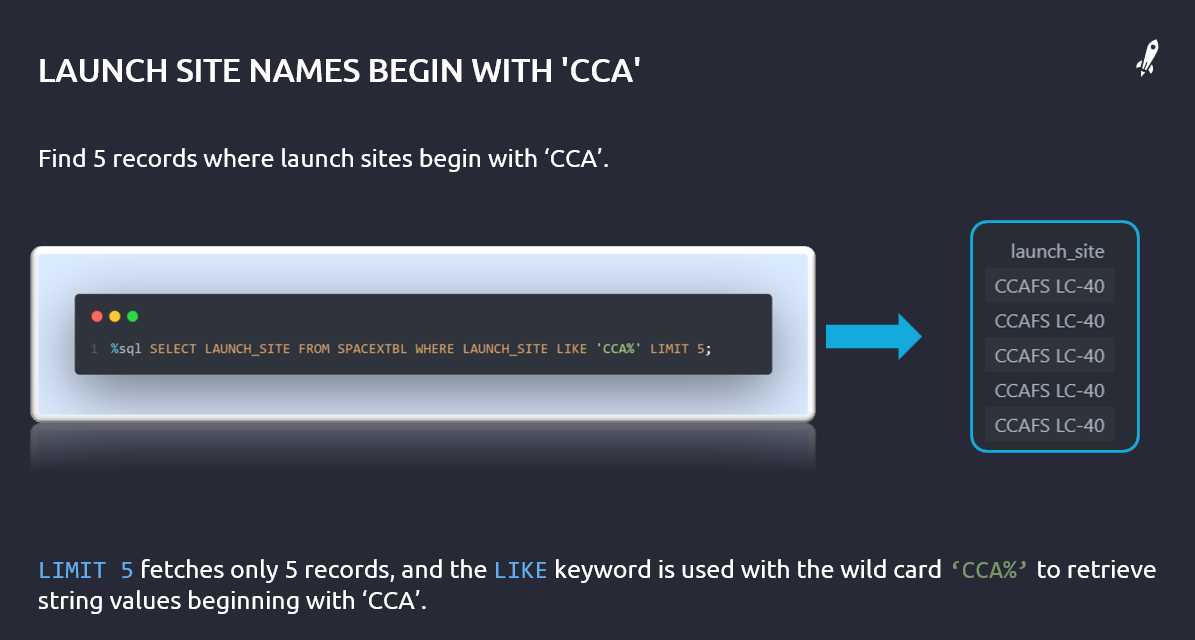 LAUNCH SITE NAMES BEGIN WITH 'CCA'
Find 5 records where launch sites begin with ‘CCA’.
1 %sql SELECT LAUNCH_SITE FROM SPACEXTBL WHERE LAUNCH_SITE LIKE 'CCA%' LIMIT 5;
launch_site
CCAFS LC-40
CCAFS LC-40
CCAFS LC-40
CCAFS LC-40
CCAFS LC-40
LIMIT 5 fetches only 5 records, and the LIKE keyword is used with the wild card ‘CCA%’ to retrieve
string values beginning with ‘CCA’.